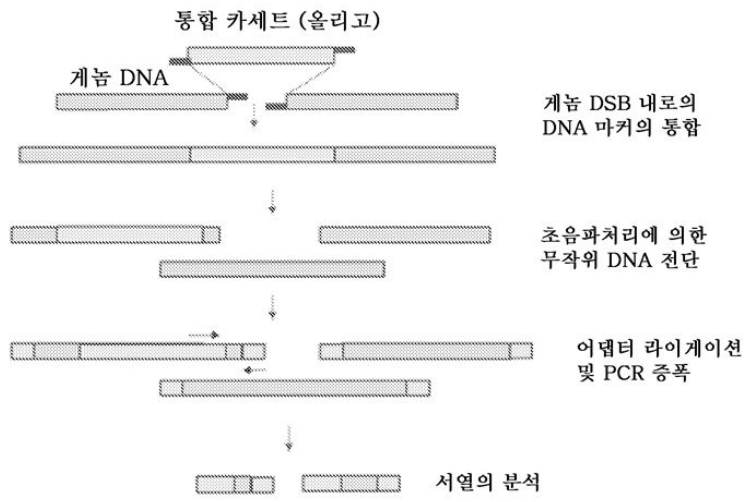 통합 카세트 (올리고)
게놈 DNA
게놈 DSB 내로의
DNA 마커의 통합
초음파처리에 의한
무작위 DNA 전단
어댑터 라이게이션
및 PCR 증폭
서열의 분석